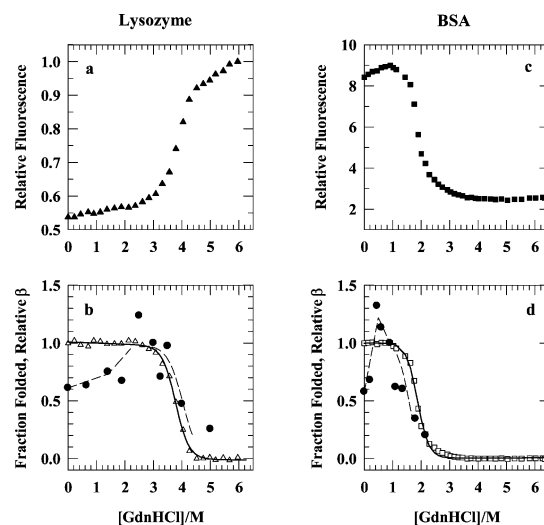 Lysozyme BSA
a
c
Relative Fluorescence
1.0
0.9
0.8
0.7
0.6
0.5
0 1 2 3 4 5 6
Relative Fluorescence
10
8
6
4
2
0 1 2 3 4 5 6
b
d
Fraction Folded, Relative β
1.5
1.0
0.5
0.0
0 1 2 3 4 5 6
[GdnHCl]/M
Fraction Folded, Relative β
1.5
1.0
0.5
0.0
0 1 2 3 4 5 6
[GdnHCl]/M